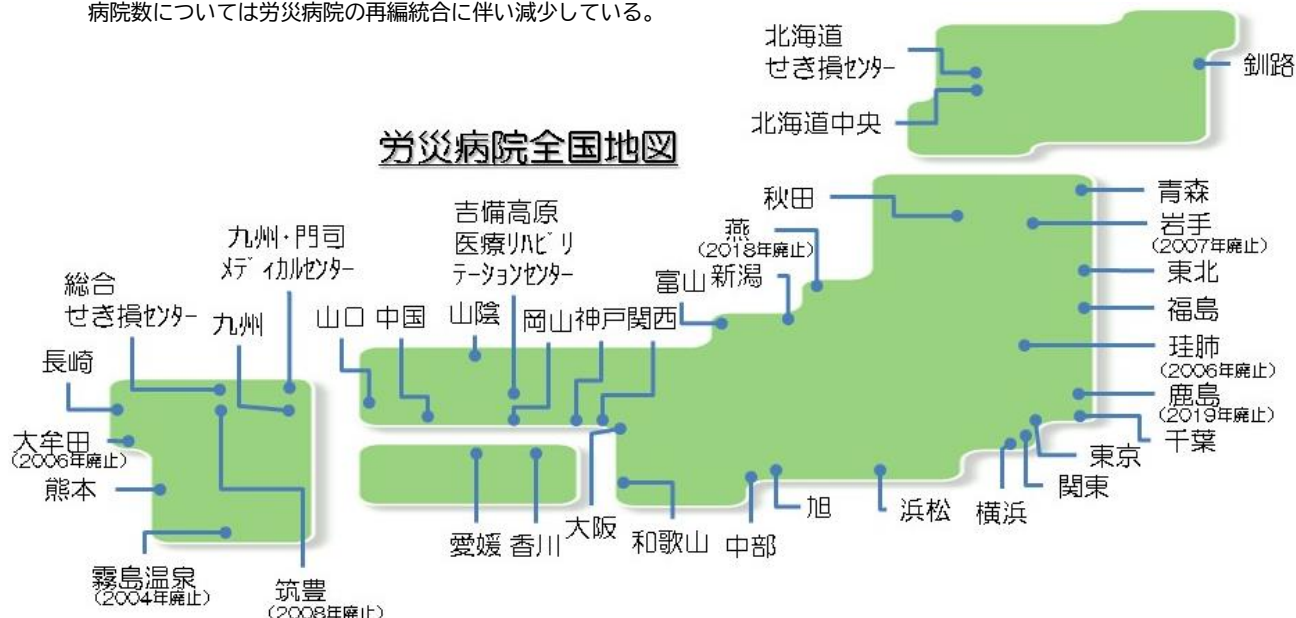 病院数については労災病院の再編統合に伴い減少している。
北海道
せき損ｾﾝﾀｰ
釧路
北海道中央
労災病院全国地図
秋田
青森
燕
(2018年廃止)
岩手
(2007年廃止)
吉備高原
医療ﾘﾊﾋﾞﾘ
ﾃｰｼｮﾝｾﾝﾀｰ
九州・門司
ﾒﾃﾞｨｶﾙｾﾝﾀｰ
富山
新潟
東北
総合
せき損ｾﾝﾀｰ
九州
山口
中国
山陰
岡山
神戸
関西
福島
長崎
珪肺
(2006年廃止)
鹿島
(2019年廃止)
大牟田
(2006年廃止)
千葉
東京
熊本
関東
旭
浜松
横浜
愛媛
香川
大阪
和歌山
中部
霧島温泉
(2004年廃止)
筑豊
(2008年廃止)